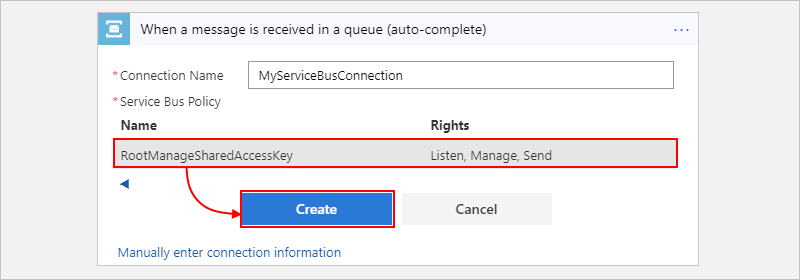 When a message is received in a queue (auto-complete)
* Connection Name MyServiceBusConnection
* Service Bus Policy
Name Rights
RootManageSharedAccessKey Listen, Manage, Send
Create Cancel
Manually enter connection information